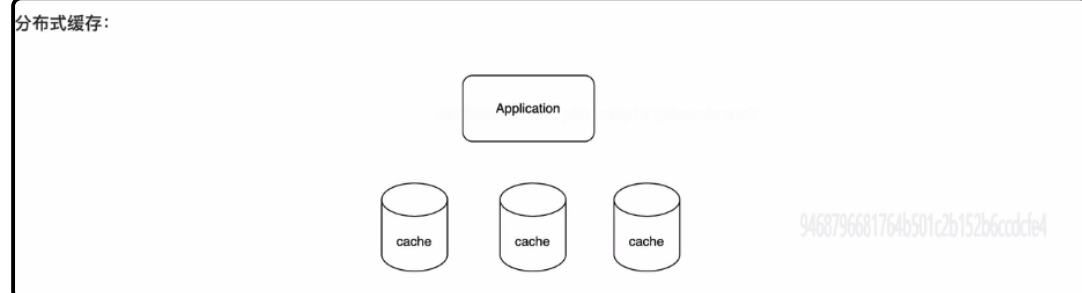 分布式缓存：
Application
cache
cache
cache
9468796681764b501c2b152b6ccdcfe4